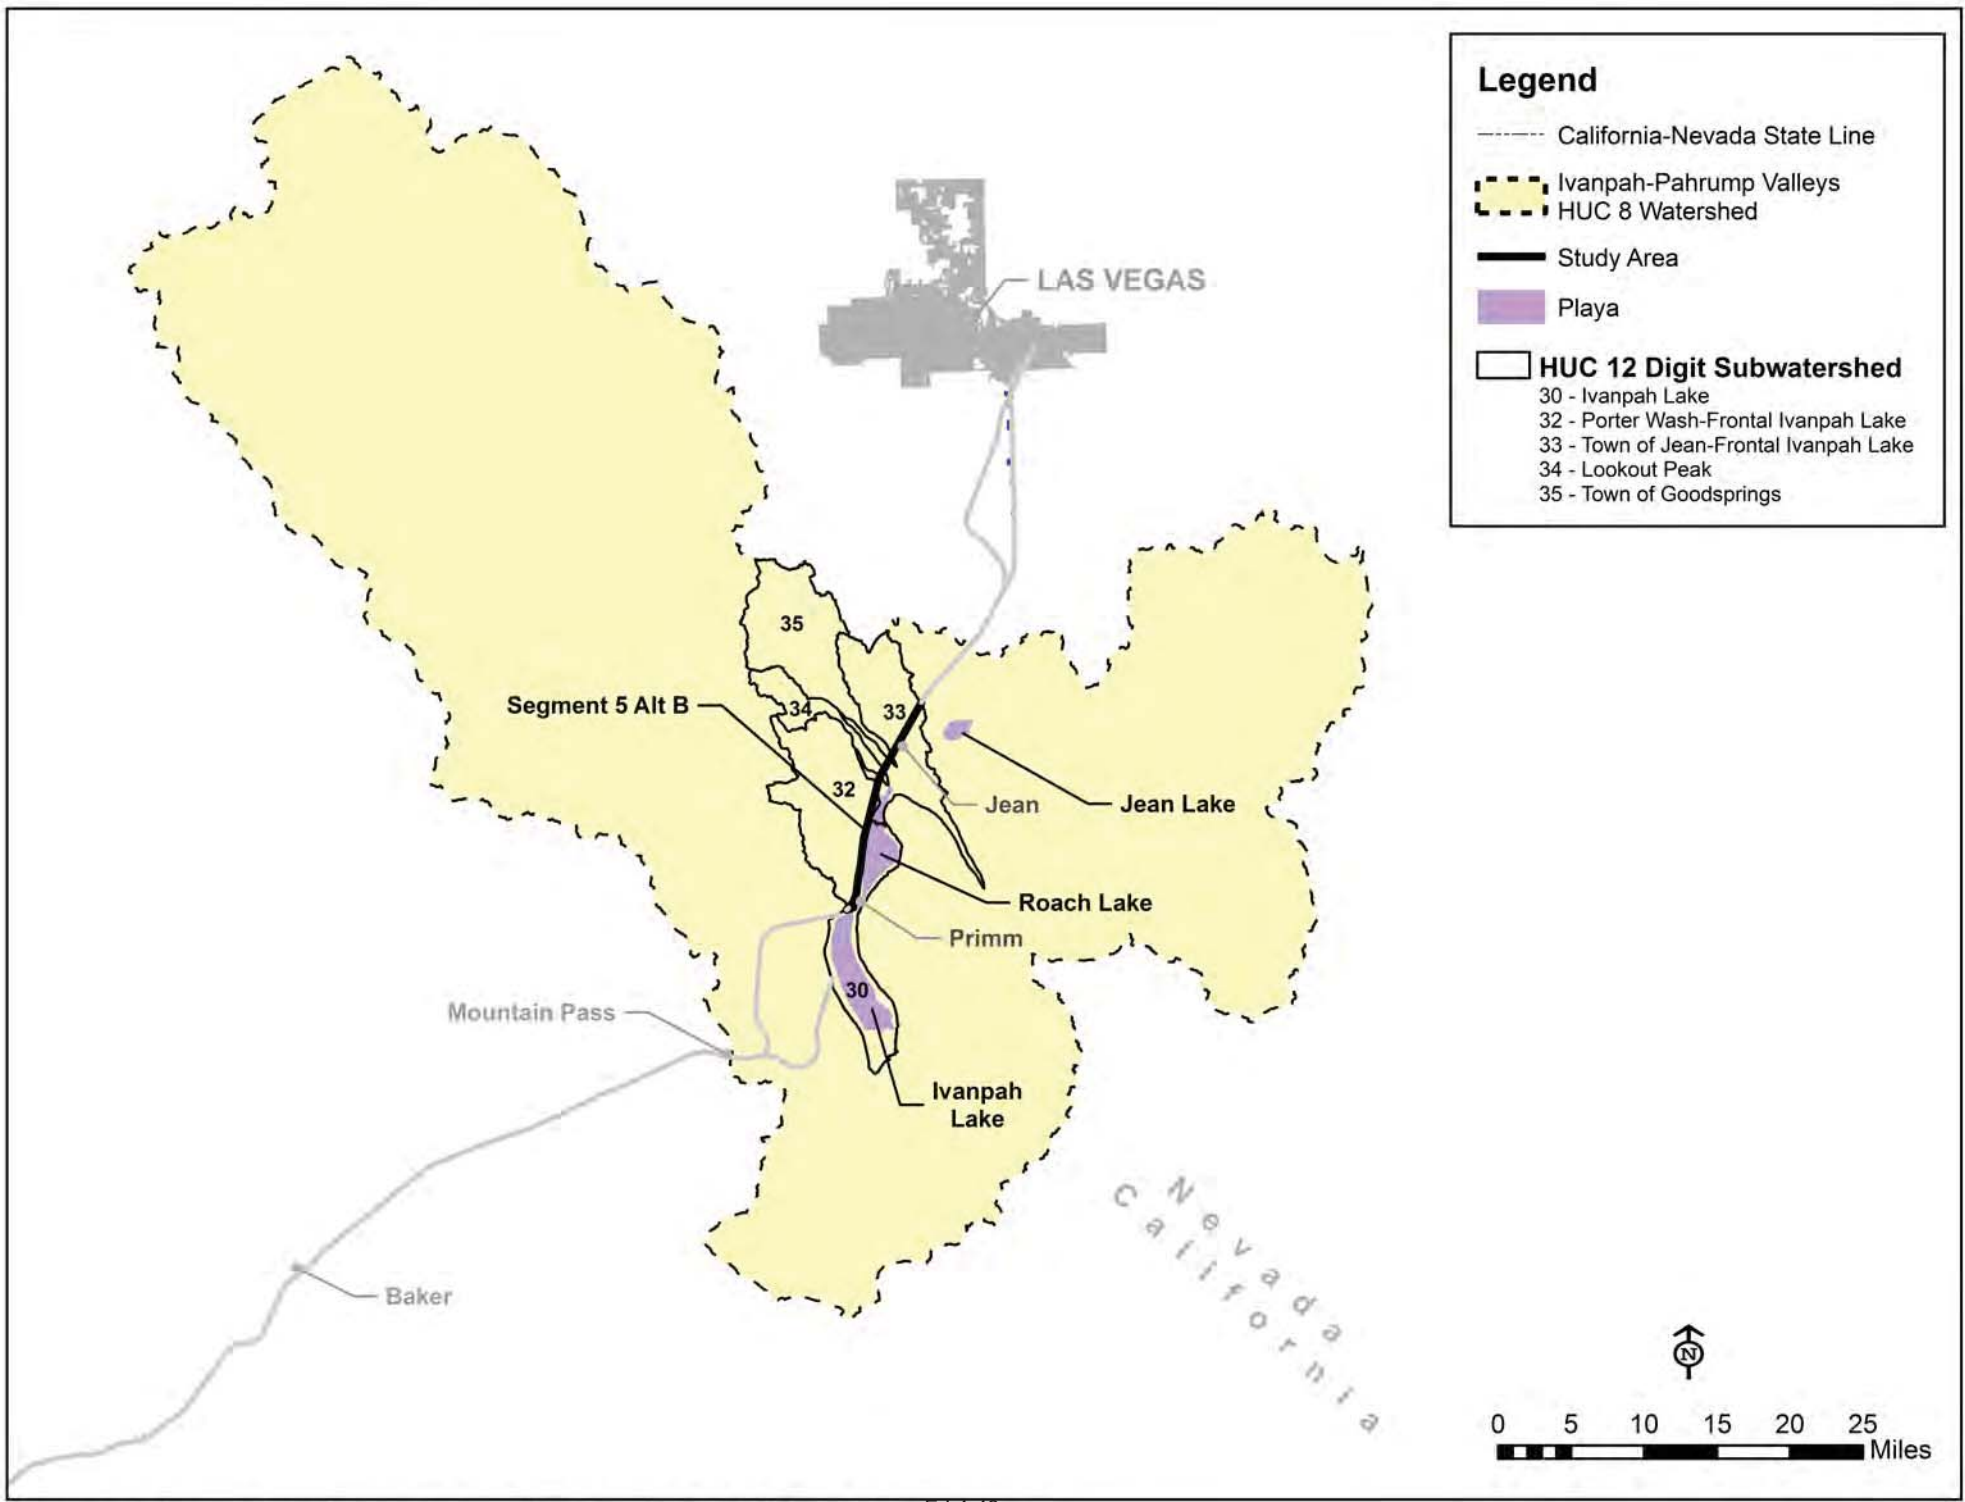 Legend
California-Nevada State Line
Ivanpah-Pahrump Valleys
HUC 8 Watershed
Study Area
Playa
HUC 12 Digit Subwatershed
30 - Ivanpah Lake
32 - Porter Wash-Frontal Ivanpah Lake
33 - Town of Jean-Frontal Ivanpah Lake
34 - Lookout Peak
35 - Town of Goodsprings
LAS VEGAS
35
Segment 5 Alt B
34
33
32
Jean
Jean Lake
Roach Lake
Primm
30
Mountain Pass
Ivanpah
Lake
Nevada
California
Baker
N
0 5 10 15 20 25
Miles